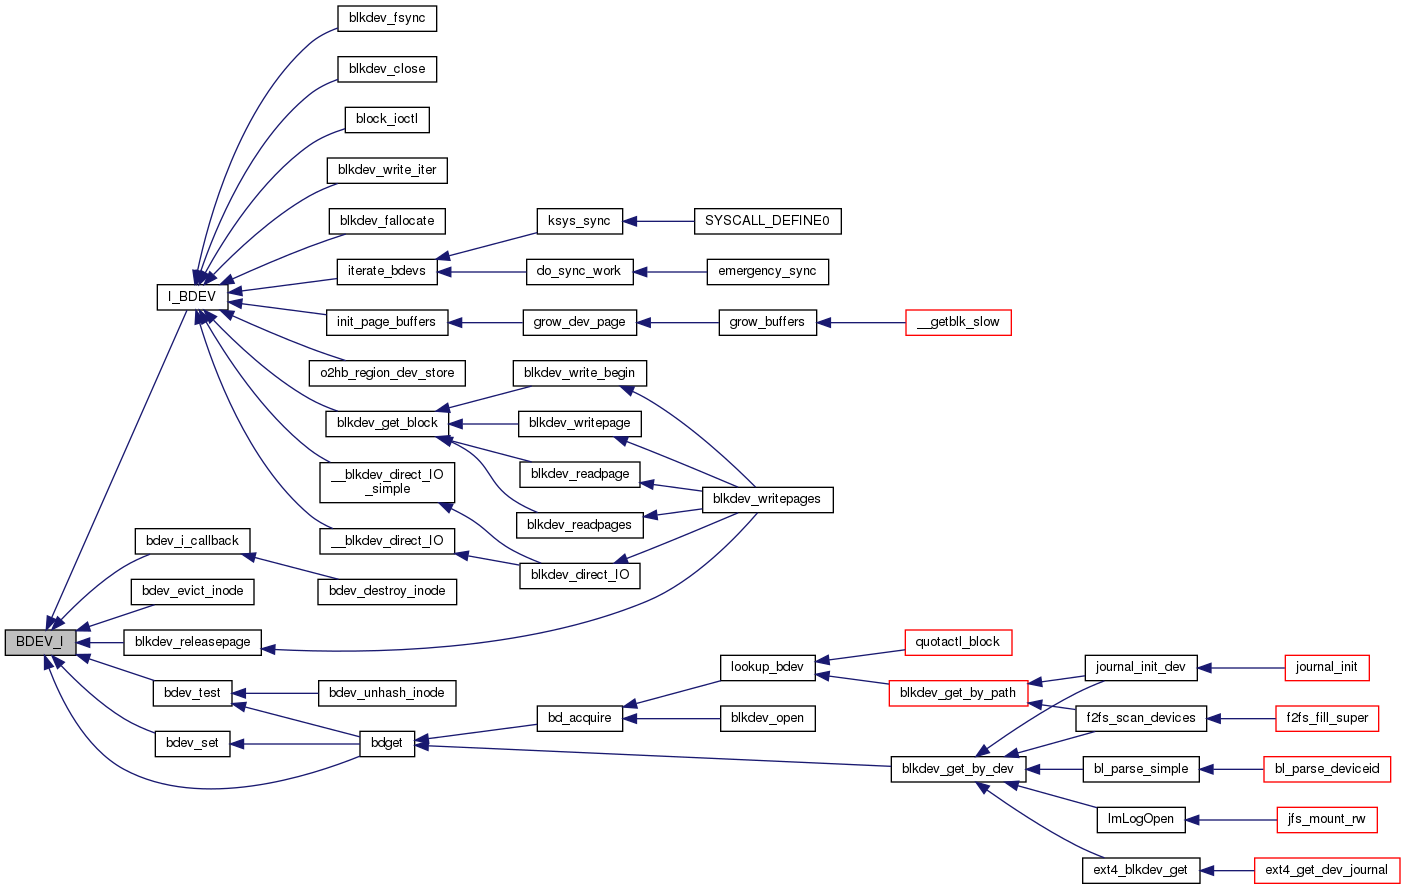 blkdev_fsync
blkdev_close
block_ioctl
blkdev_write_iter
blkdev_fallocate
ksys_sync
SYSCALL_DEFINE0
iterate_bdevs
do_sync_work
emergency_sync
I_BDEV
init_page_buffers
grow_dev_page
grow_buffers
__getblk_slow
o2hb_region_dev_store
blkdev_write_begin
blkdev_get_block
blkdev_writepage
__blkdev_direct_IO
_simple
blkdev_readpage
blkdev_writepages
blkdev_readpages
bdev_i_callback
__blkdev_direct_IO
blkdev_direct_IO
bdev_evict_inode
bdev_destroy_inode
BDEV_I
blkdev_releasepage
quotactl_block
lookup_bdev
journal_init_dev
journal_init
bdev_test
bdev_unhash_inode
blkdev_get_by_path
bd_acquire
blkdev_open
f2fs_scan_devices
f2fs_fill_super
bdev_set
bdget
blkdev_get_by_dev
bl_parse_simple
bl_parse_deviceid
lmLogOpen
jfs_mount_rw
ext4_blkdev_get
ext4_get_dev_journal